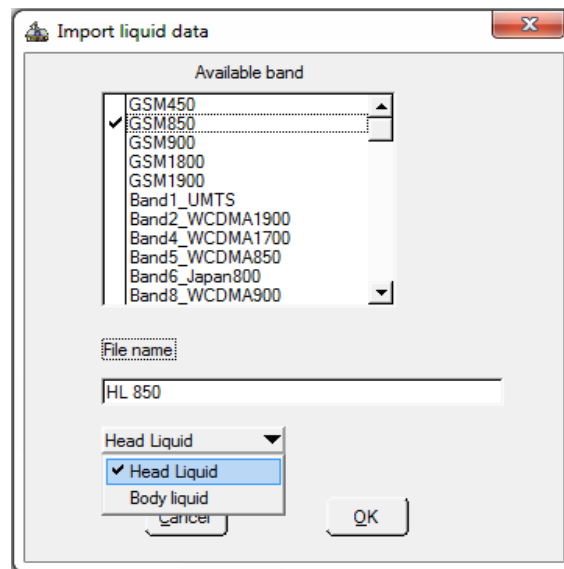 Import liquid data
Available band
GSM450
GSM850
GSM900
GSM1800
GSM1900
Band1_UMTS
Band2_WCDMA1900
Band4_WCDMA1700
Band5_WCDMA850
Band6_Japan800
Band8_WCDMA900
File name
HL 850
Head Liquid
Head Liquid
Body liquid
Cancel
OK